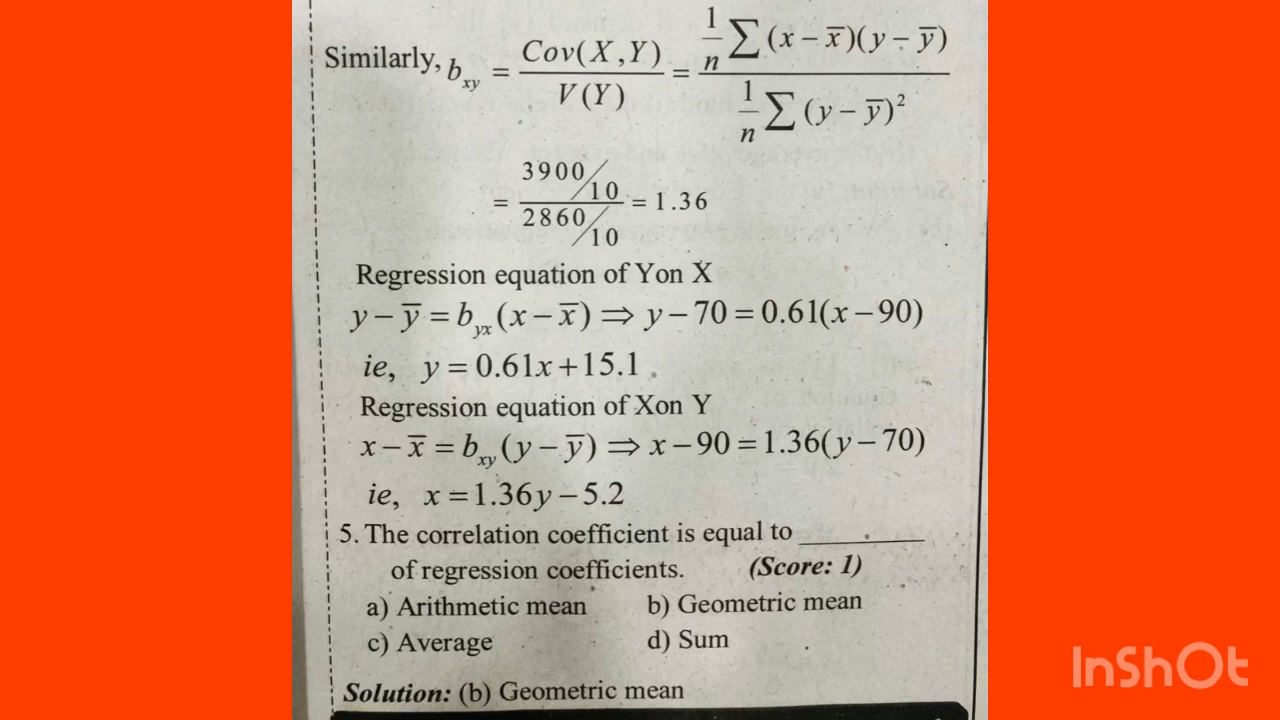 Similarly, b_xy = Cov(X,Y) / V(Y) = 1/n ∑(x − x̅)(y − y̅) / 1/n ∑(y − y̅)²
= 3900/10 / 2860/10 = 1.36
Regression equation of Yon X
y − y̅ = b_yx (x − x̅) ⇒ y − 70 = 0.61(x − 90)
ie, y = 0.61x + 15.1
Regression equation of Xon Y
x − x̅ = b_xy (y − y̅) ⇒ x − 90 = 1.36(y − 70)
ie, x = 1.36y − 5.2
5. The correlation coefficient is equal to ________
of regression coefficients. (Score: 1)
a) Arithmetic mean b) Geometric mean
c) Average d) Sum
Solution: (b) Geometric mean
InShOt